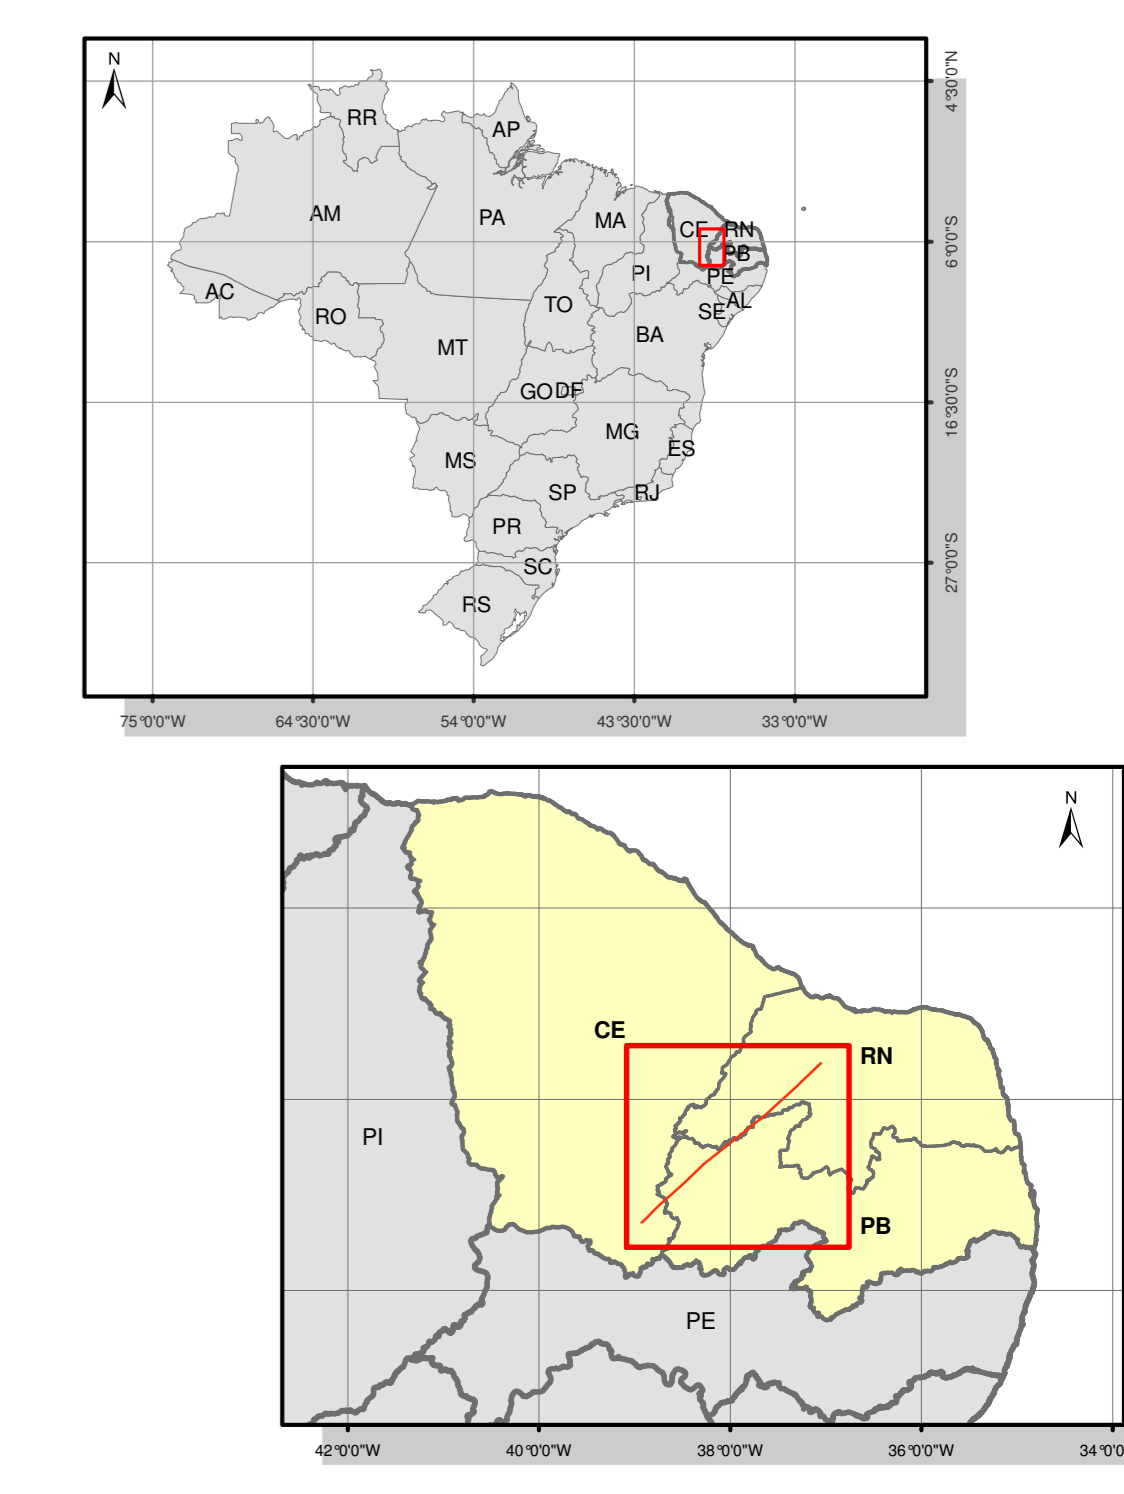 N
4°30'0"N
RR
AP
AM
PA
MA
CE
RN
6°0'0"S
PB
PI
PE
AC
TO
AL
SE
RO
BA
MT
GO DF
16°30'0"S
MG
ES
MS
SP
RJ
PR
27°0'0"S
SC
RS
75°0'0"W
64°30'0"W
54°0'0"W
43°30'0"W
33°0'0"W
N
CE
RN
PI
PB
PE
42°0'0"W
40°0'0"W
38°0'0"W
36°0'0"W
34°0'0